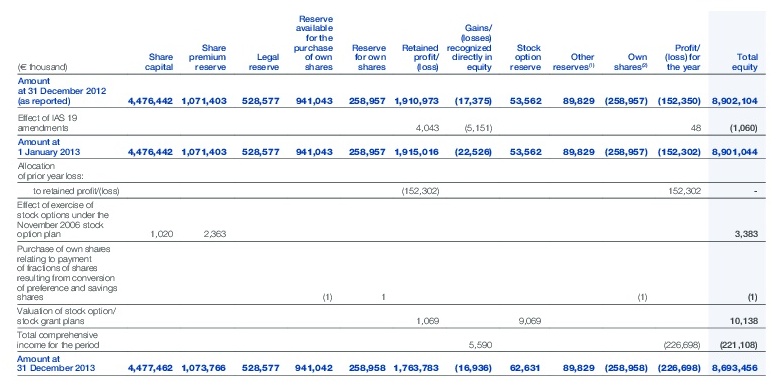 (€ thousand) Share capital Share premium reserve Legal reserve Reserve available for the purchase of own shares Reserve for own shares Retained profit/ (loss) Gains/ (losses) recognized directly in equity Stock option reserve Other reserves(1) Own shares(2) Profit/ (loss) for the year Total equity
Amount
at 31 December 2012
(as reported) 4,476,442 1,071,403 528,577 941,043 258,957 1,910,973 (17,375) 53,562 89,829 (258,957) (152,350) 8,902,104
Effect of IAS 19
amendments 4,043 (5,151) 48 (1,060)
Amount at
1 January 2013 4,476,442 1,071,403 528,577 941,043 258,957 1,915,016 (22,526) 53,562 89,829 (258,957) (152,302) 8,901,044
Allocation
of prior year loss:
to retained profit/(loss) (152,302) 152,302 -
Effect of exercise of
stock options under the
November 2006 stock
option plan 1,020 2,363 3,383
Purchase of own shares
relating to payment
of fractions of shares
resulting from conversion
of preference and savings
shares (1) 1 (1) (1)
Valuation of stock option/
stock grant plans 1,069 9,069 10,138
Total comprehensive
income for the period 5,590 (226,698) (221,108)
Amount at
31 December 2013 4,477,462 1,073,766 528,577 941,042 258,958 1,763,783 (16,936) 62,631 89,829 (258,958) (226,698) 8,693,456